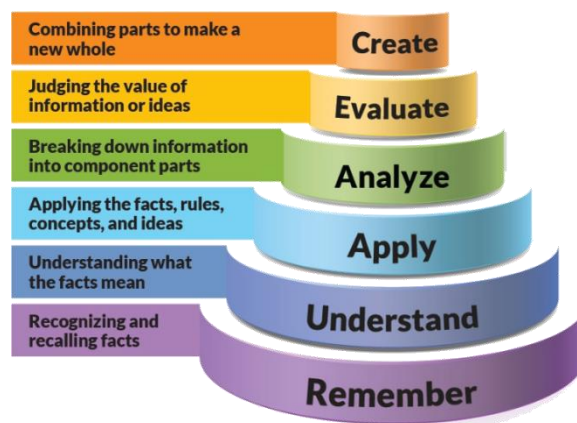 Combining parts to make a
new whole
Create
Judging the value of
information or ideas
Evaluate
Breaking down information
into component parts
Analyze
Applying the facts, rules,
concepts, and ideas
Apply
Understanding what
the facts mean
Understand
Recognizing and
recalling facts
Remember